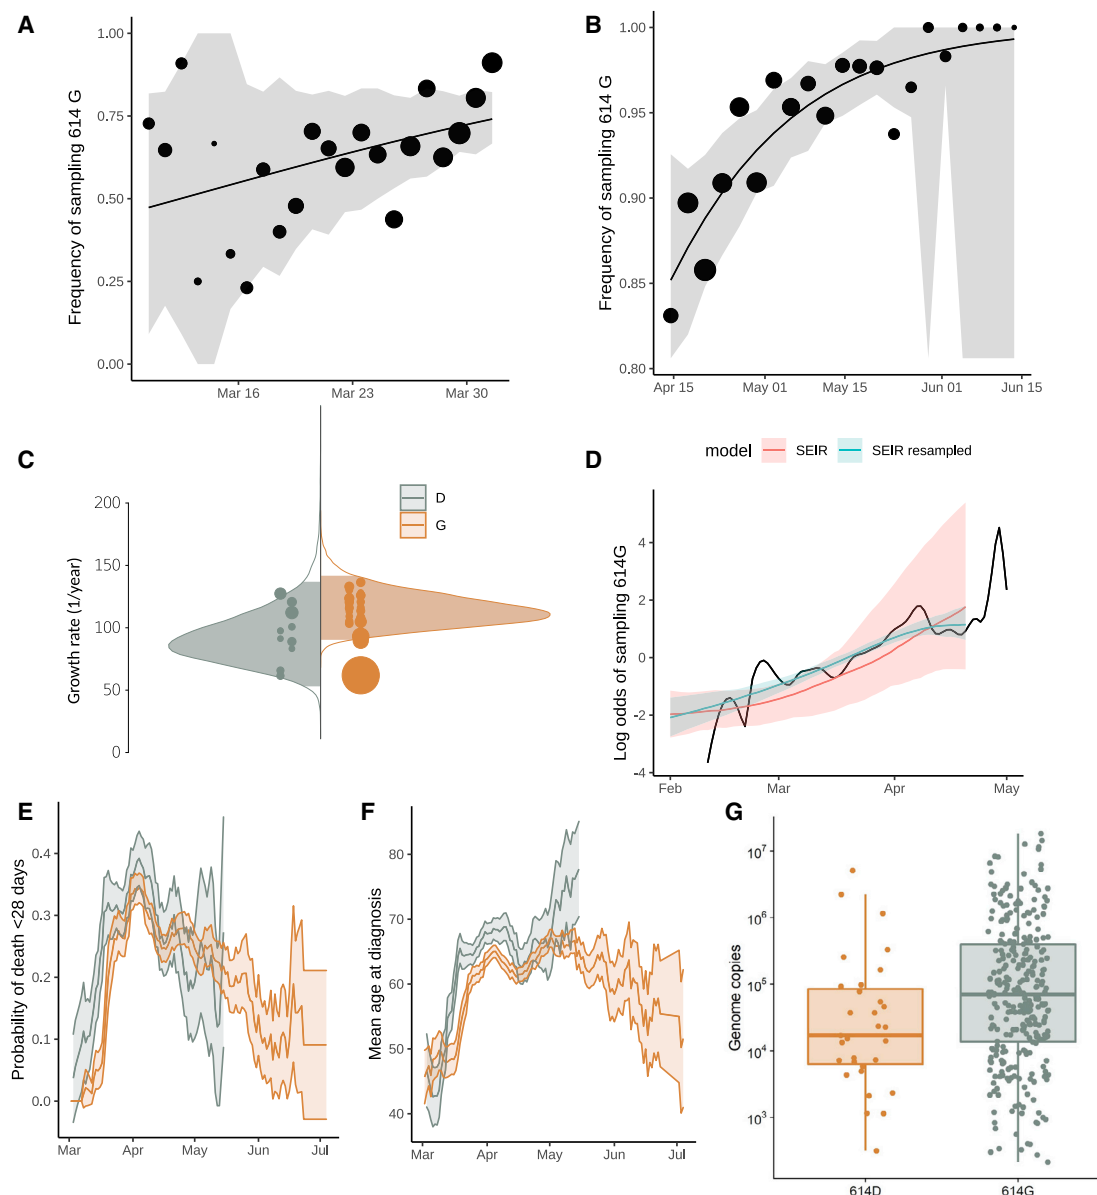 A
Frequency of sampling 614 G
1.00
0.75
0.50
0.25
0.00
Mar 16
Mar 23
Mar 30
B
Frequency of sampling 614 G
1.00
0.95
0.90
0.85
0.80
Apr 15
May 01
May 15
Jun 01
Jun 15
C
Growth rate (1/year)
200
150
100
50
0
D
G
D
model
SEIR
SEIR resampled
Log odds of sampling 614G
4
2
0
-2
-4
Feb
Mar
Apr
May
E
Probability of death <28 days
0.4
0.3
0.2
0.1
0.0
Mar
Apr
May
Jun
Jul
F
Mean age at diagnosis
80
70
60
50
40
Mar
Apr
May
Jun
Jul
G
Genome copies
10⁷
10⁶
10⁵
10⁴
10³
614D
614G